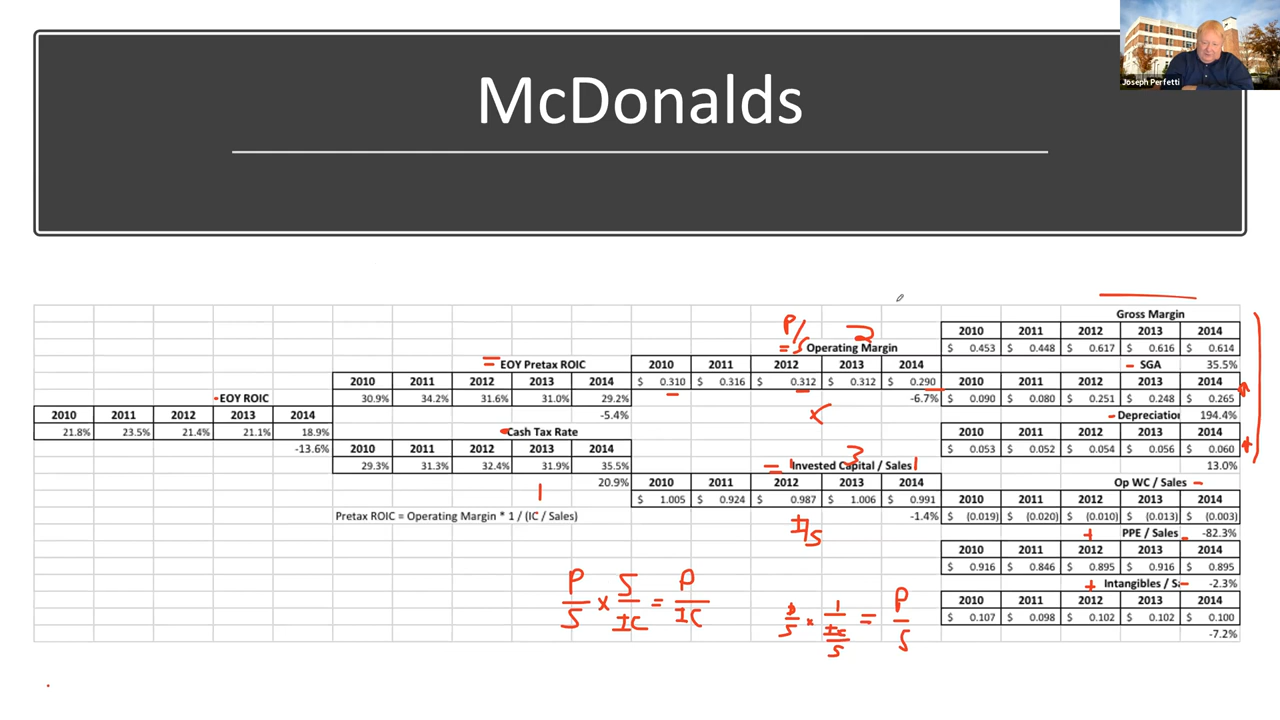 Joseph Perfetti
McDonalds
Gross Margin
2010 2011 2012 2013 2014
$ 0.453 $ 0.448 $ 0.617 $ 0.616 $ 0.614
P/S = 2 Operating Margin
- SGA 35.5%
= EOY Pretax ROIC
2010 2011 2012 2013 2014
2010 2011 2012 2013 2014
2010 2011 2012 2013 2014
$ 0.310 $ 0.316 $ 0.312 $ 0.312 $ 0.290
30.9% 34.2% 31.6% 31.0% 29.2%
-6.7%
$ 0.090 $ 0.080 $ 0.251 $ 0.248 $ 0.265
EOY ROIC
2010 2011 2012 2013 2014
-5.4%
x
- Depreciation 194.4%
21.8% 23.5% 21.4% 21.1% 18.9%
Cash Tax Rate
2010 2011 2012 2013 2014
-13.6%
2010 2011 2012 2013 2014
$ 0.053 $ 0.052 $ 0.054 $ 0.056 $ 0.060
29.3% 31.3% 32.4% 31.9% 35.5%
= 3 Invested Capital / Sales
13.0%
20.9%
2010 2011 2012 2013 2014
Op WC / Sales
1
$ 1.005 $ 0.924 $ 0.987 $ 1.006 $ 0.991
2010 2011 2012 2013 2014
Pretax ROIC = Operating Margin * 1 / (IC / Sales)
-1.4%
$ (0.019) $ (0.020) $ (0.010) $ (0.013) $ (0.003)
I/S
+ PPE / Sales -82.3%
2010 2011 2012 2013 2014
$ 0.916 $ 0.846 $ 0.895 $ 0.916 $ 0.895
+ Intangibles / Sa -2.3%
2010 2011 2012 2013 2014
$ 0.107 $ 0.098 $ 0.102 $ 0.102 $ 0.100
-7.2%
P/S x S/IC = P/IC
1/(IC/S) = P/S